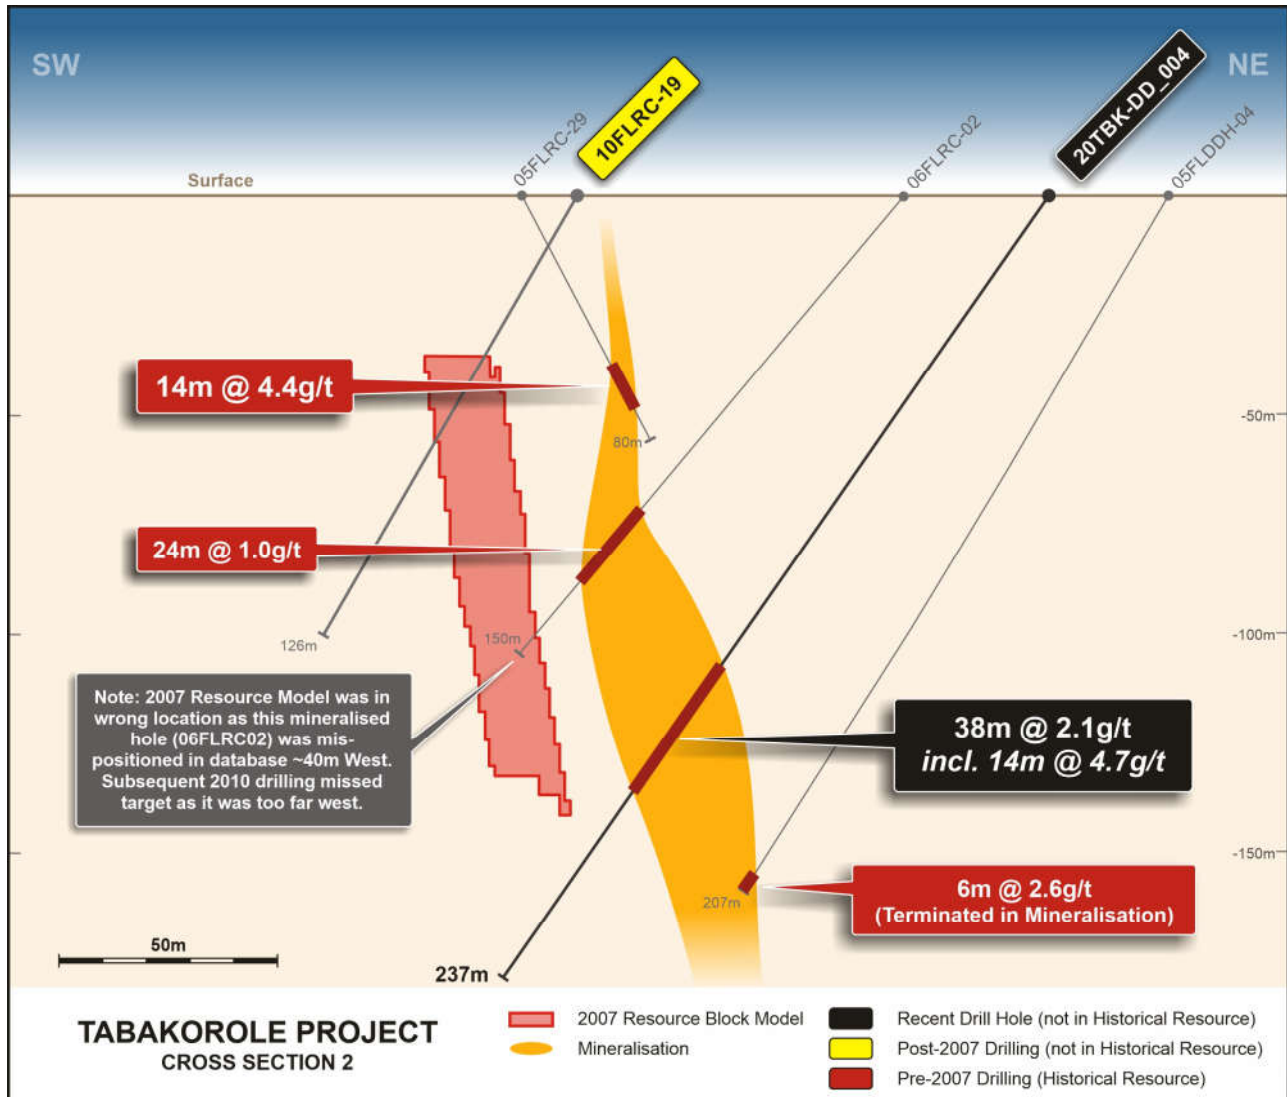 SW
NE
05FLRC-29
10FLRC-19
06FLRC-02
20TBK-DD_004
05FLDDH-04
Surface
14m @ 4.4g/t
-50m
80m
24m @ 1.0g/t
126m
150m
-100m
Note: 2007 Resource Model was in
wrong location as this mineralised
hole (06FLRC02) was mis-
positioned in database ~40m West.
Subsequent 2010 drilling missed
target as it was too far west.
38m @ 2.1g/t
incl. 14m @ 4.7g/t
-150m
207m
6m @ 2.6g/t
(Terminated in Mineralisation)
50m
237m
TABAKOROLE PROJECT
CROSS SECTION 2
2007 Resource Block Model
Mineralisation
Recent Drill Hole (not in Historical Resource)
Post-2007 Drilling (not in Historical Resource)
Pre-2007 Drilling (Historical Resource)